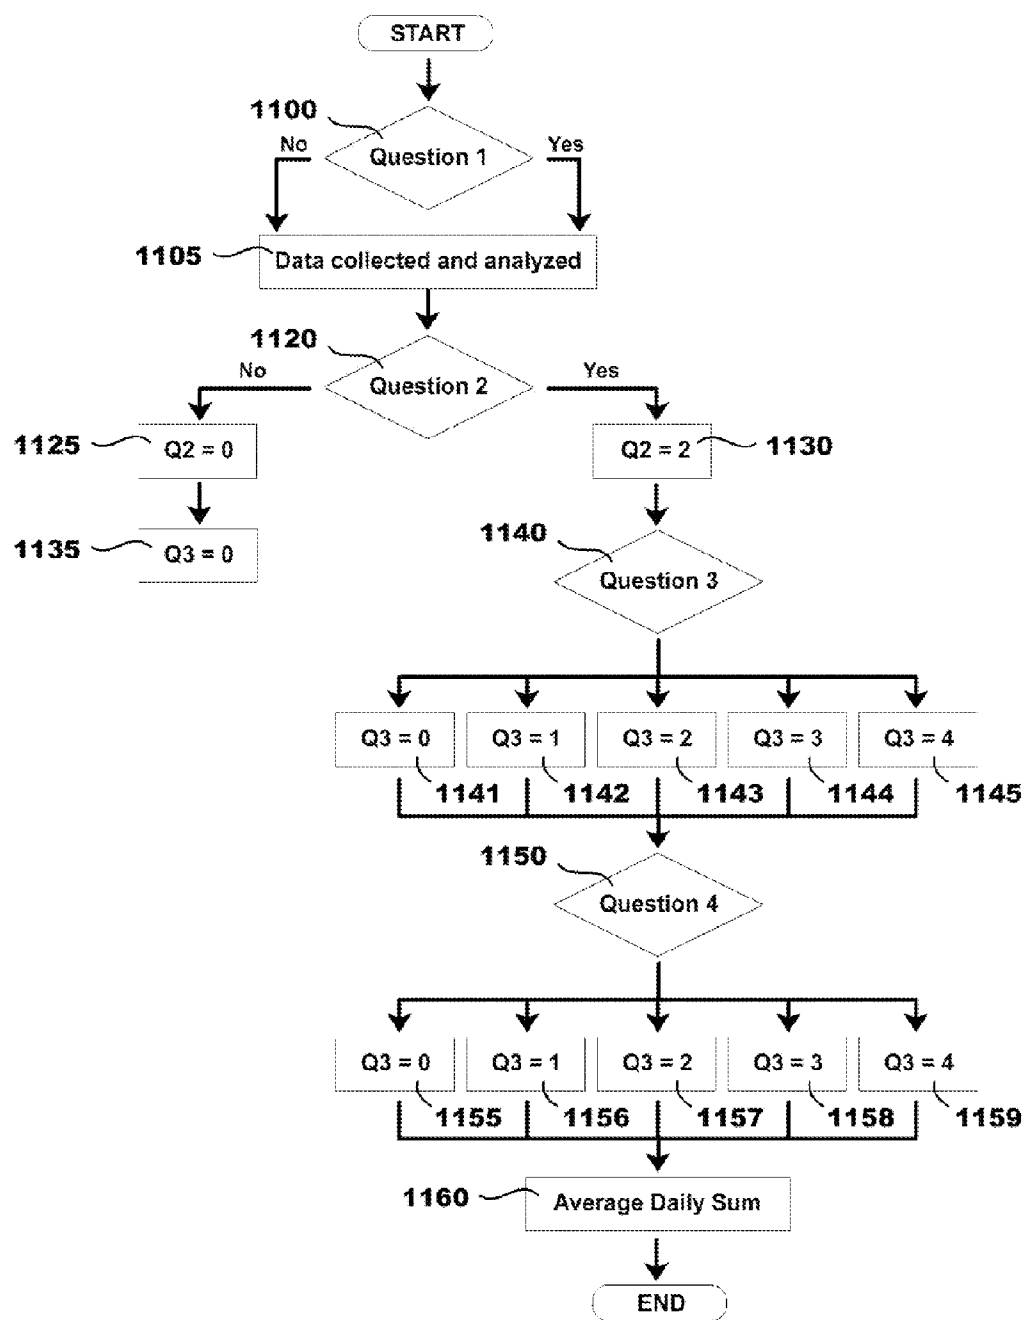 START
1100
No
Yes
Question 1
1105
Data collected and analyzed
1120
No
Yes
Question 2
1125
Q2 = 0
Q2 = 2
1130
1135
Q3 = 0
1140
Question 3
Q3 = 0
Q3 = 1
Q3 = 2
Q3 = 3
Q3 = 4
1141
1142
1143
1144
1145
1150
Question 4
Q3 = 0
Q3 = 1
Q3 = 2
Q3 = 3
Q3 = 4
1155
1156
1157
1158
1159
1160
Average Daily Sum
END